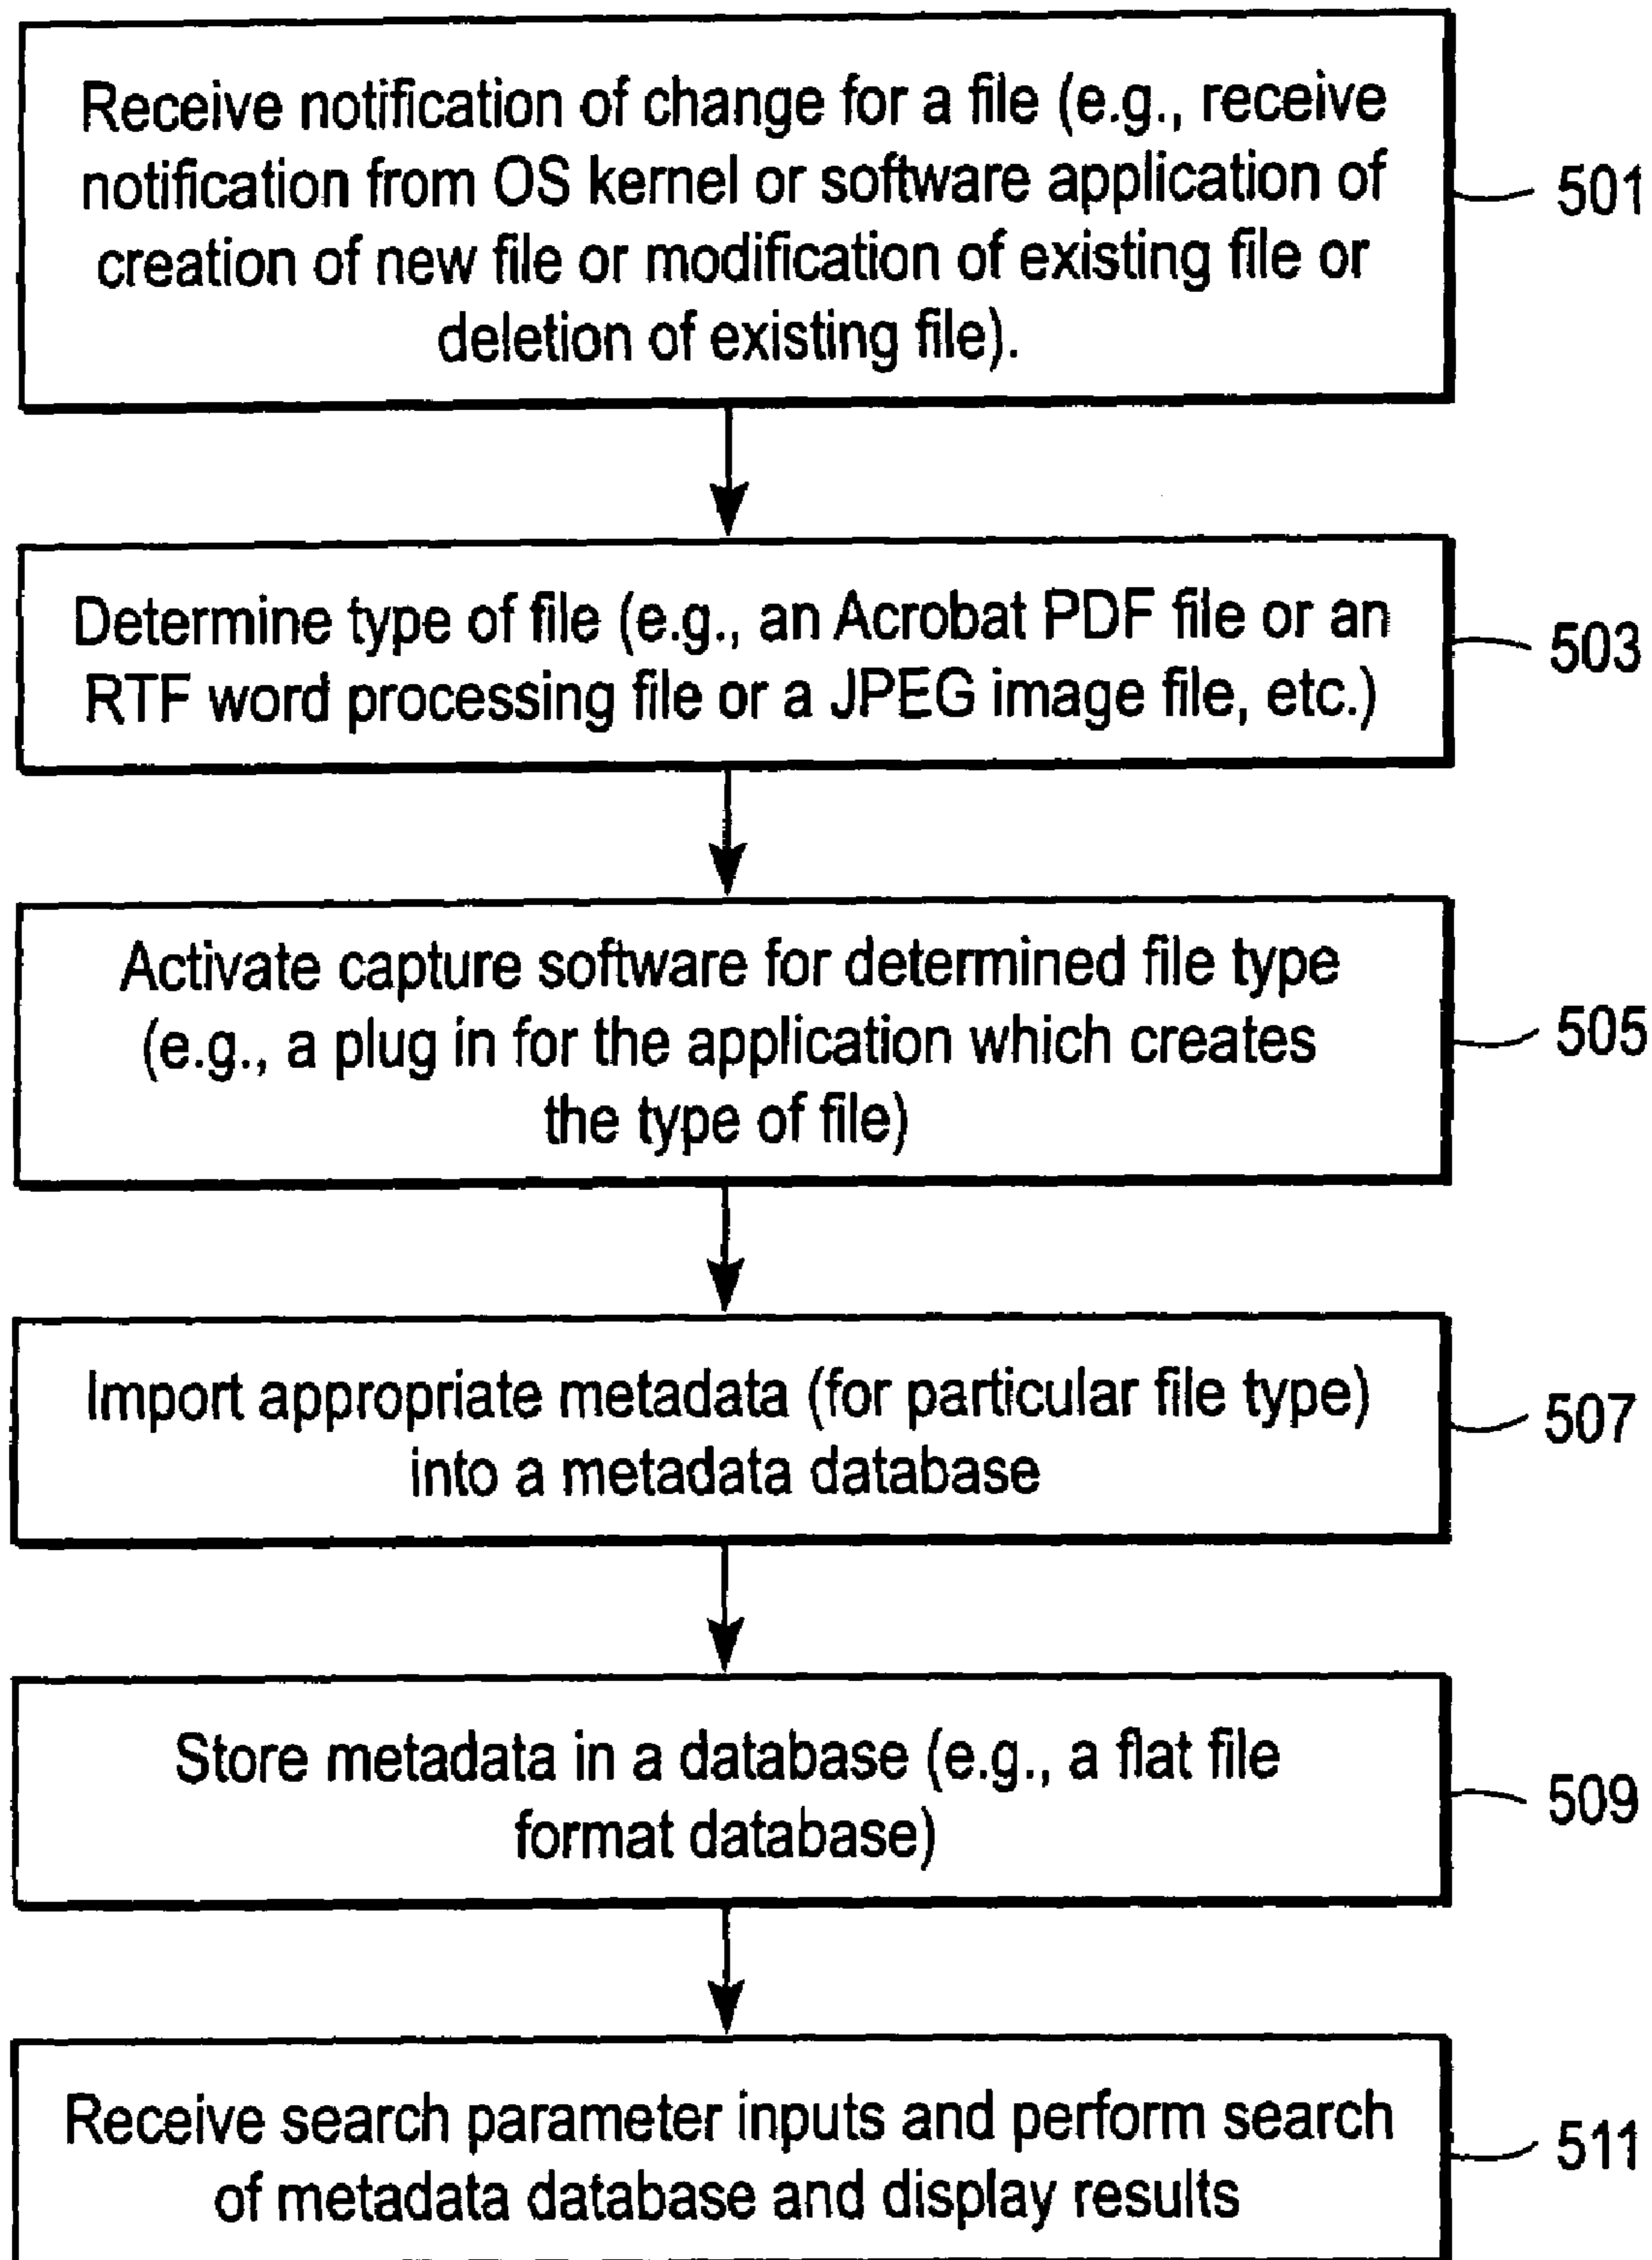 Receive notification of change for a file (e.g., receive
notification from OS kernel or software application of
creation of new file or modification of existing file or
deletion of existing file).
501
Determine type of file (e.g., an Acrobat PDF file or an
RTF word processing file or a JPEG image file, etc.)
503
Activate capture software for determined file type
(e.g., a plug in for the application which creates
the type of file)
505
Import appropriate metadata (for particular file type)
into a metadata database
507
Store metadata in a database (e.g., a flat file
format database)
509
Receive search parameter inputs and perform search
of metadata database and display results
511